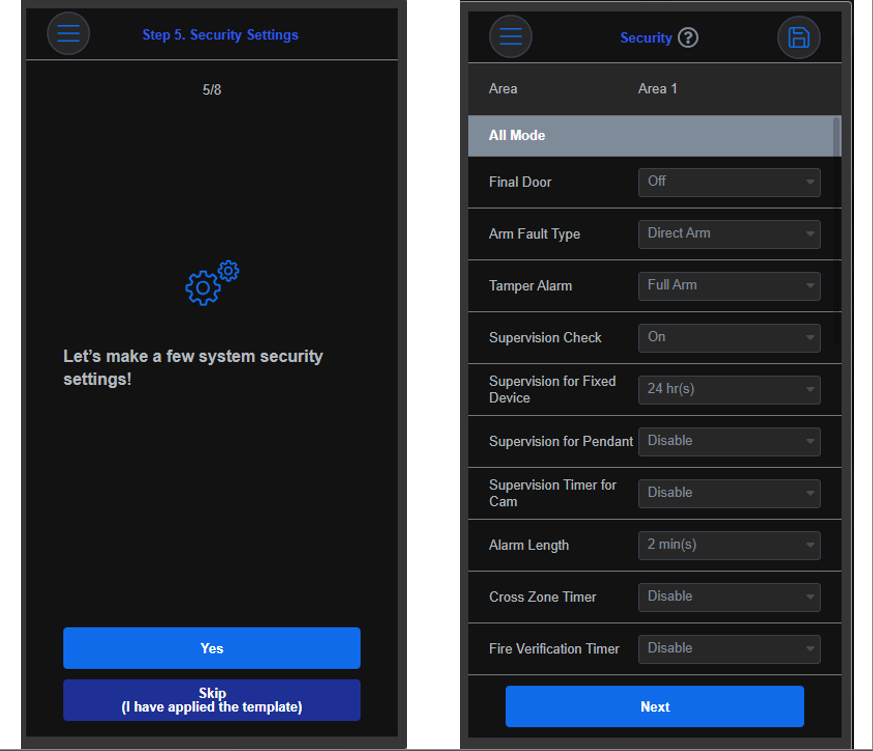 Step 5. Security Settings
5/8
Let's make a few system security
settings!
Yes
Skip
(I have applied the template)
Security ?
Area Area 1
All Mode
Final Door Off
Arm Fault Type Direct Arm
Tamper Alarm Full Arm
Supervision Check On
Supervision for Fixed
Device 24 hr(s)
Supervision for Pendant Disable
Supervision Timer for
Cam Disable
Alarm Length 2 min(s)
Cross Zone Timer Disable
Fire Verification Timer Disable
Next